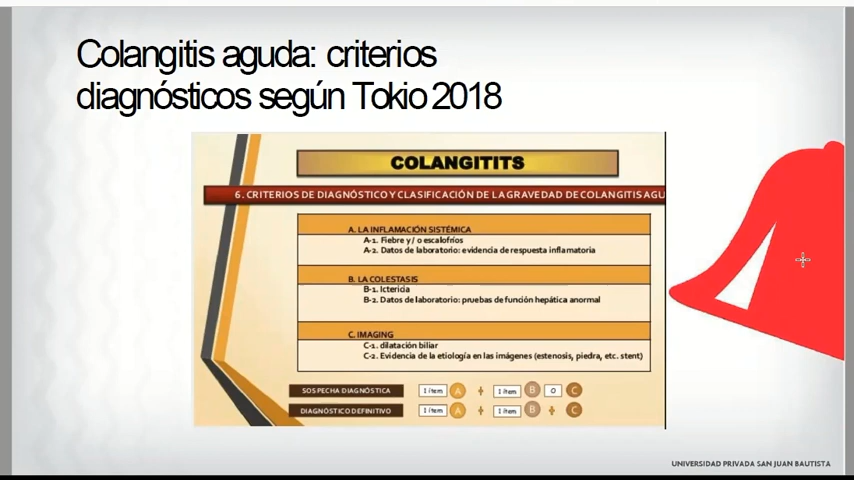 Colangitis aguda: criterios
diagnósticos según Tokio 2018
COLANGITITS
6. CRITERIOS DE DIAGNÓSTICO Y CLASIFICACIÓN DE LA GRAVEDAD DE COLANGITIS AGU
A. LA INFLAMACIÓN SISTÉMICA
A-1. Fiebre y / o escalofríos
A-2. Datos de laboratorio: evidencia de respuesta inflamatoria
B. LA COLESTASIS
B-1. Ictericia
B-2. Datos de laboratorio: pruebas de función hepática anormal
C. IMAGING
C-1. dilatación biliar
C-2. Evidencia de la etiología en las imágenes (estenosis, piedra, etc. stent)
SOSPECHA DIAGNÓSTICA 1 ítem A + 1 ítem B O C
DIAGNÓSTICO DEFINITIVO 1 ítem A + 1 ítem B + C
UNIVERSIDAD PRIVADA SAN JUAN BAUTISTA